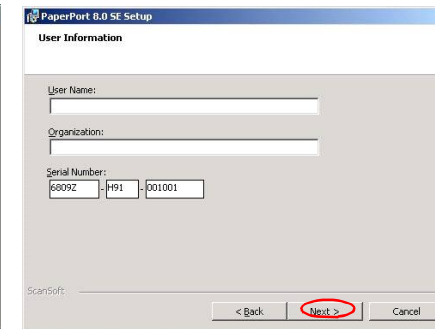 PaperPort 8.0 SE Setup
User Information
User Name:
Organization:
Serial Number:
6809Z - H91 - 001001
ScanSoft
< Back Next > Cancel